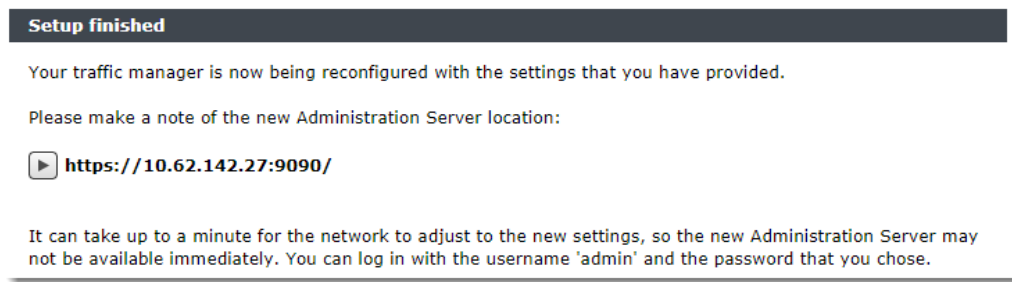 Setup finished
Your traffic manager is now being reconfigured with the settings that you have provided.
Please make a note of the new Administration Server location:
https://10.62.142.27:9090/
It can take up to a minute for the network to adjust to the new settings, so the new Administration Server may
not be available immediately. You can log in with the username 'admin' and the password that you chose.